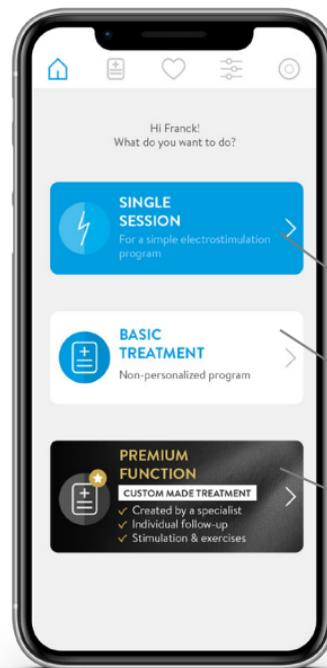 Hi Franck!
What do you want to do?
SINGLE
SESSION
For a simple electrostimulation
program
BASIC
TREATMENT
Non-personalized program
PREMIUM
FUNCTION
CUSTOM MADE TREATMENT
✓ Created by a specialist
✓ Individual follow-up
✓ Stimulation & exercises